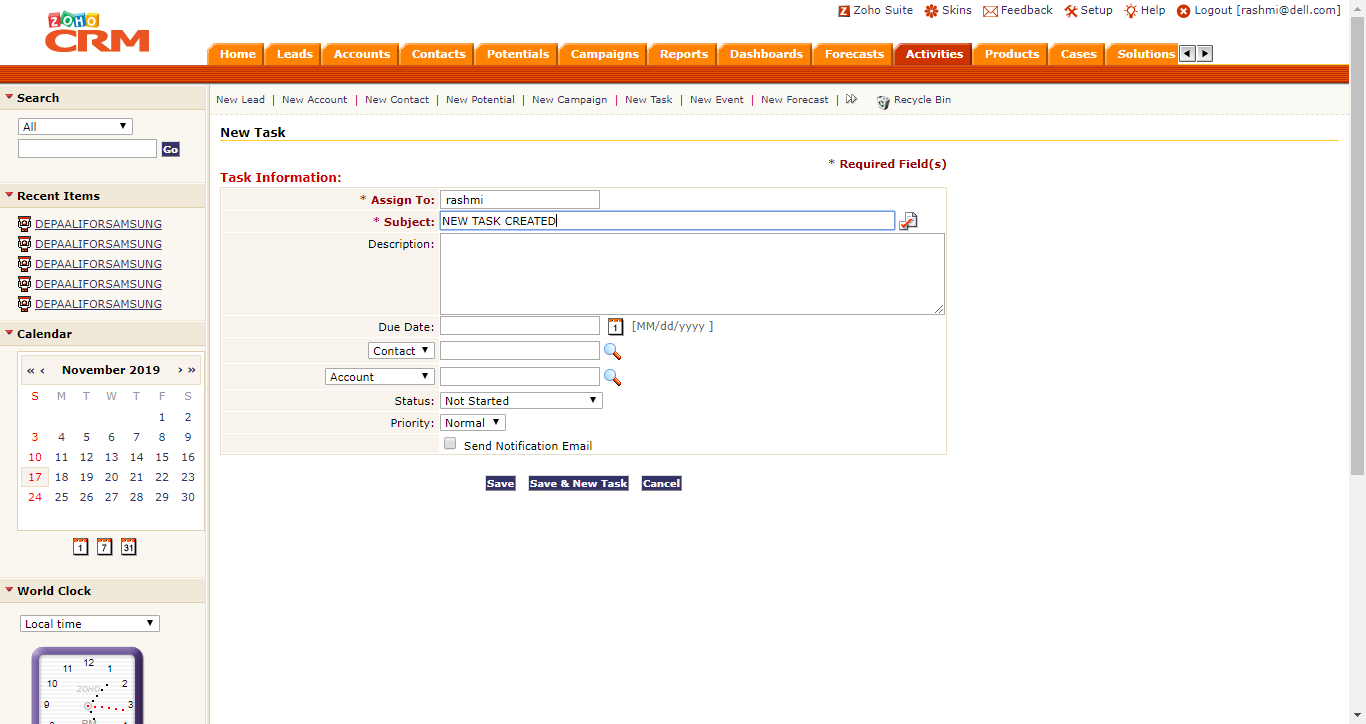 ZOHO
CRM
Zoho Suite Skins Feedback Setup Help Logout [rashmi@dell.com]
Home Leads Accounts Contacts Potentials Campaigns Reports Dashboards Forecasts Activities Products Cases Solutions
Search
All
Go
Recent Items
DEPAALIFORSAMSUNG
DEPAALIFORSAMSUNG
DEPAALIFORSAMSUNG
DEPAALIFORSAMSUNG
DEPAALIFORSAMSUNG
Calendar
« ‹ November 2019 › »
S M T W T F S
1 2
3 4 5 6 7 8 9
10 11 12 13 14 15 16
17 18 19 20 21 22 23
24 25 26 27 28 29 30
1 7 31
World Clock
Local time
11 12 1
10 2
ZOHO
9 3
PM
New Lead | New Account | New Contact | New Potential | New Campaign | New Task | New Event | New Forecast | Recycle Bin
New Task
* Required Field(s)
Task Information:
* Assign To: rashmi
* Subject: NEW TASK CREATED
Description:
Due Date: 1 [MM/dd/yyyy ]
Contact
Account
Status: Not Started
Priority: Normal
Send Notification Email
Save Save & New Task Cancel